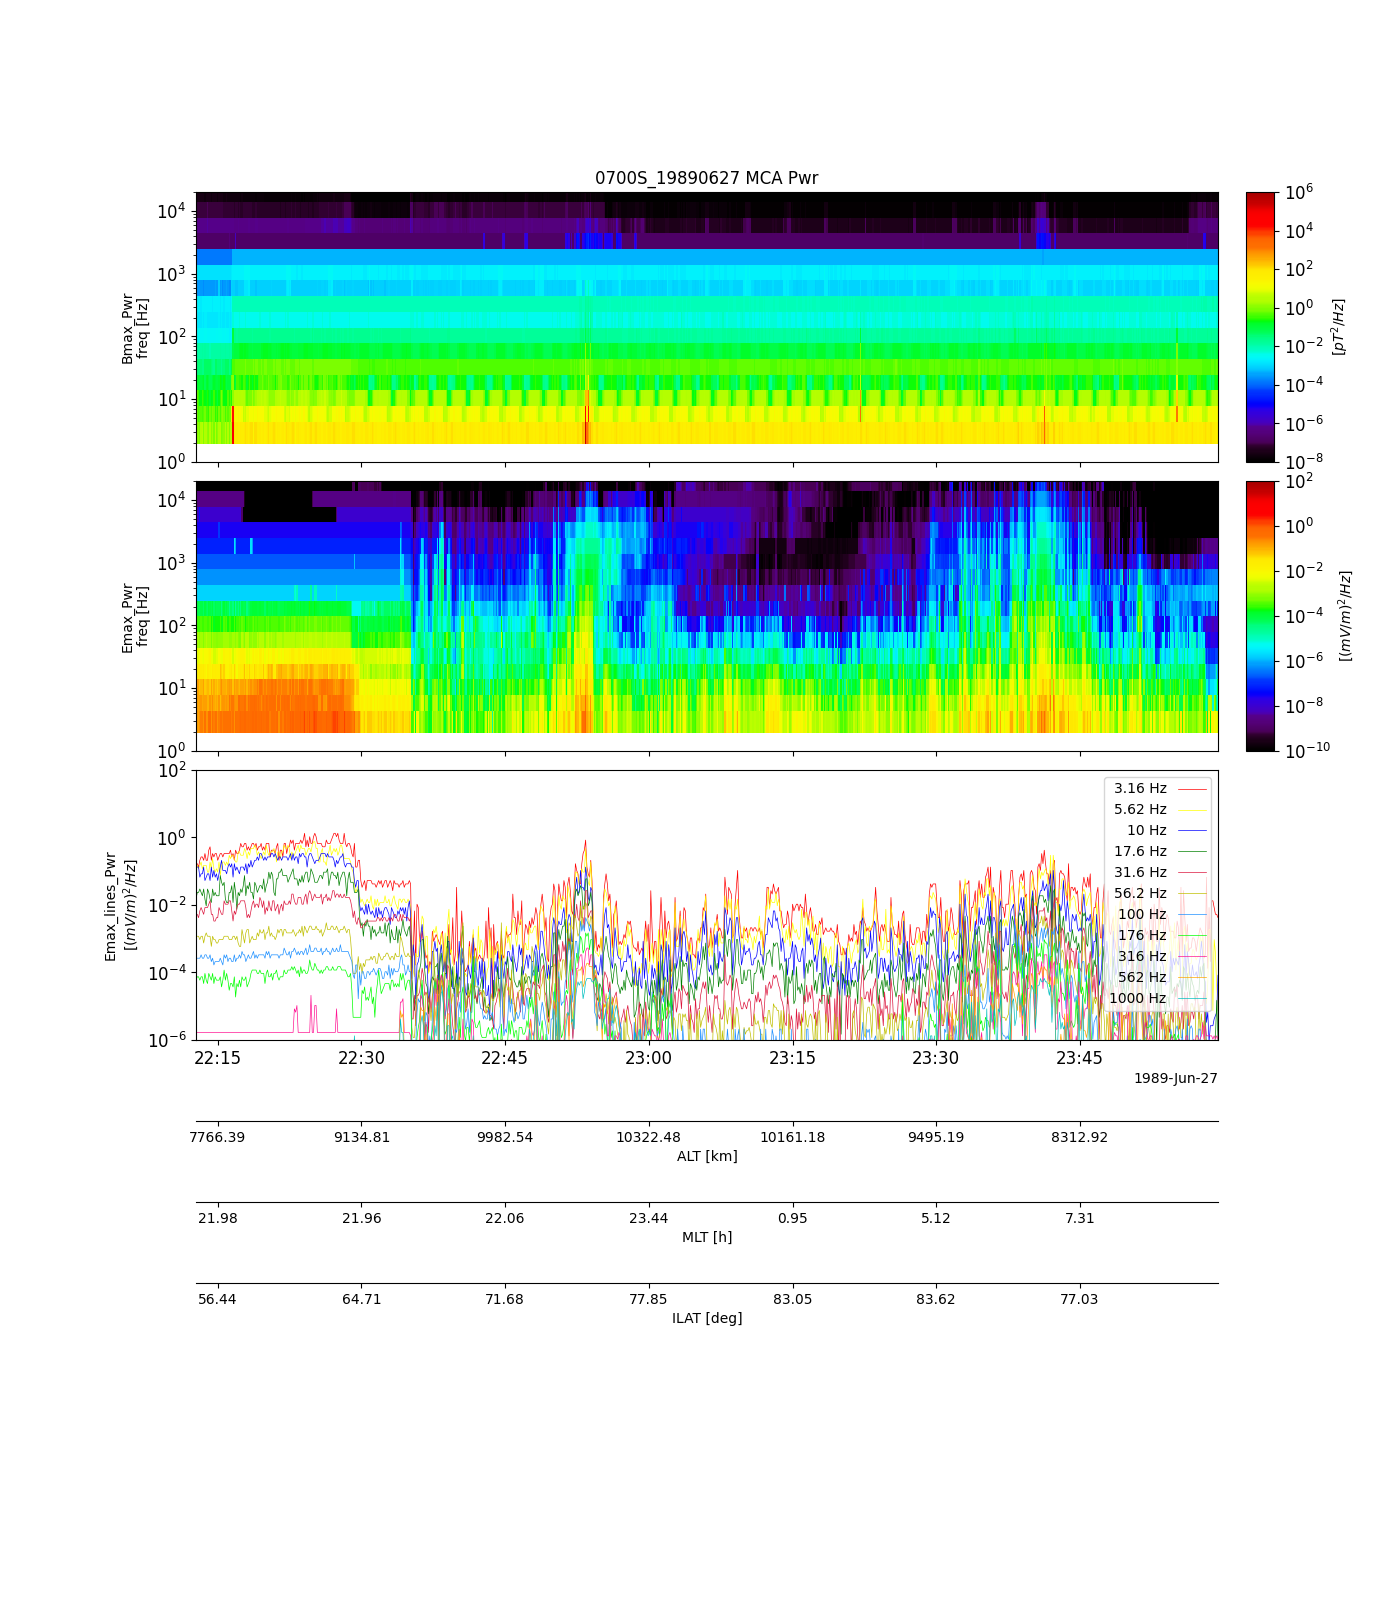 0700S_19890627 MCA Pwr
10^4
10^3
10^2
10^1
10^0
Bmax_Pwr
freq [Hz]
10^6
10^4
10^2
10^0
10^−2
10^−4
10^−6
10^−8
[pT^2/Hz]
10^4
10^3
10^2
10^1
10^0
Emax_Pwr
freq [Hz]
10^2
10^0
10^−2
10^−4
10^−6
10^−8
10^−10
[(mV/m)^2/Hz]
10^2
10^0
10^−2
10^−4
10^−6
Emax_lines_Pwr
[(mV/m)^2/Hz]
3.16 Hz
5.62 Hz
10 Hz
17.6 Hz
31.6 Hz
56.2 Hz
100 Hz
176 Hz
316 Hz
562 Hz
1000 Hz
22:15 22:30 22:45 23:00 23:15 23:30 23:45
1989-Jun-27
7766.39 9134.81 9982.54 10322.48 10161.18 9495.19 8312.92
ALT [km]
21.98 21.96 22.06 23.44 0.95 5.12 7.31
MLT [h]
56.44 64.71 71.68 77.85 83.05 83.62 77.03
ILAT [deg]